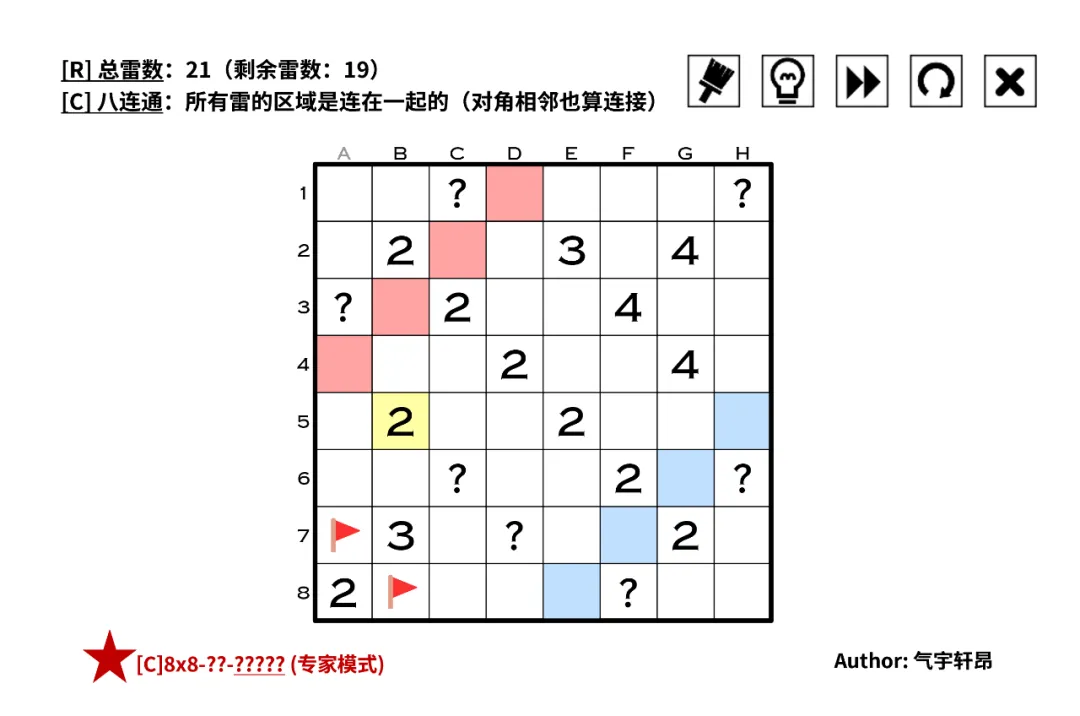 [R] 总雷数：21（剩余雷数：19）
[C] 八连通：所有雷的区域是连在一起的（对角相邻也算连接）
A B C D E F G H
1 ? ?
2 2 3 4
3 ? 2 4
4 2 4
5 2 2
6 ? 2 ?
7 3 ? 2
8 2 ?
[C]8x8-??-????? (专家模式)
Author: 气宇轩昂